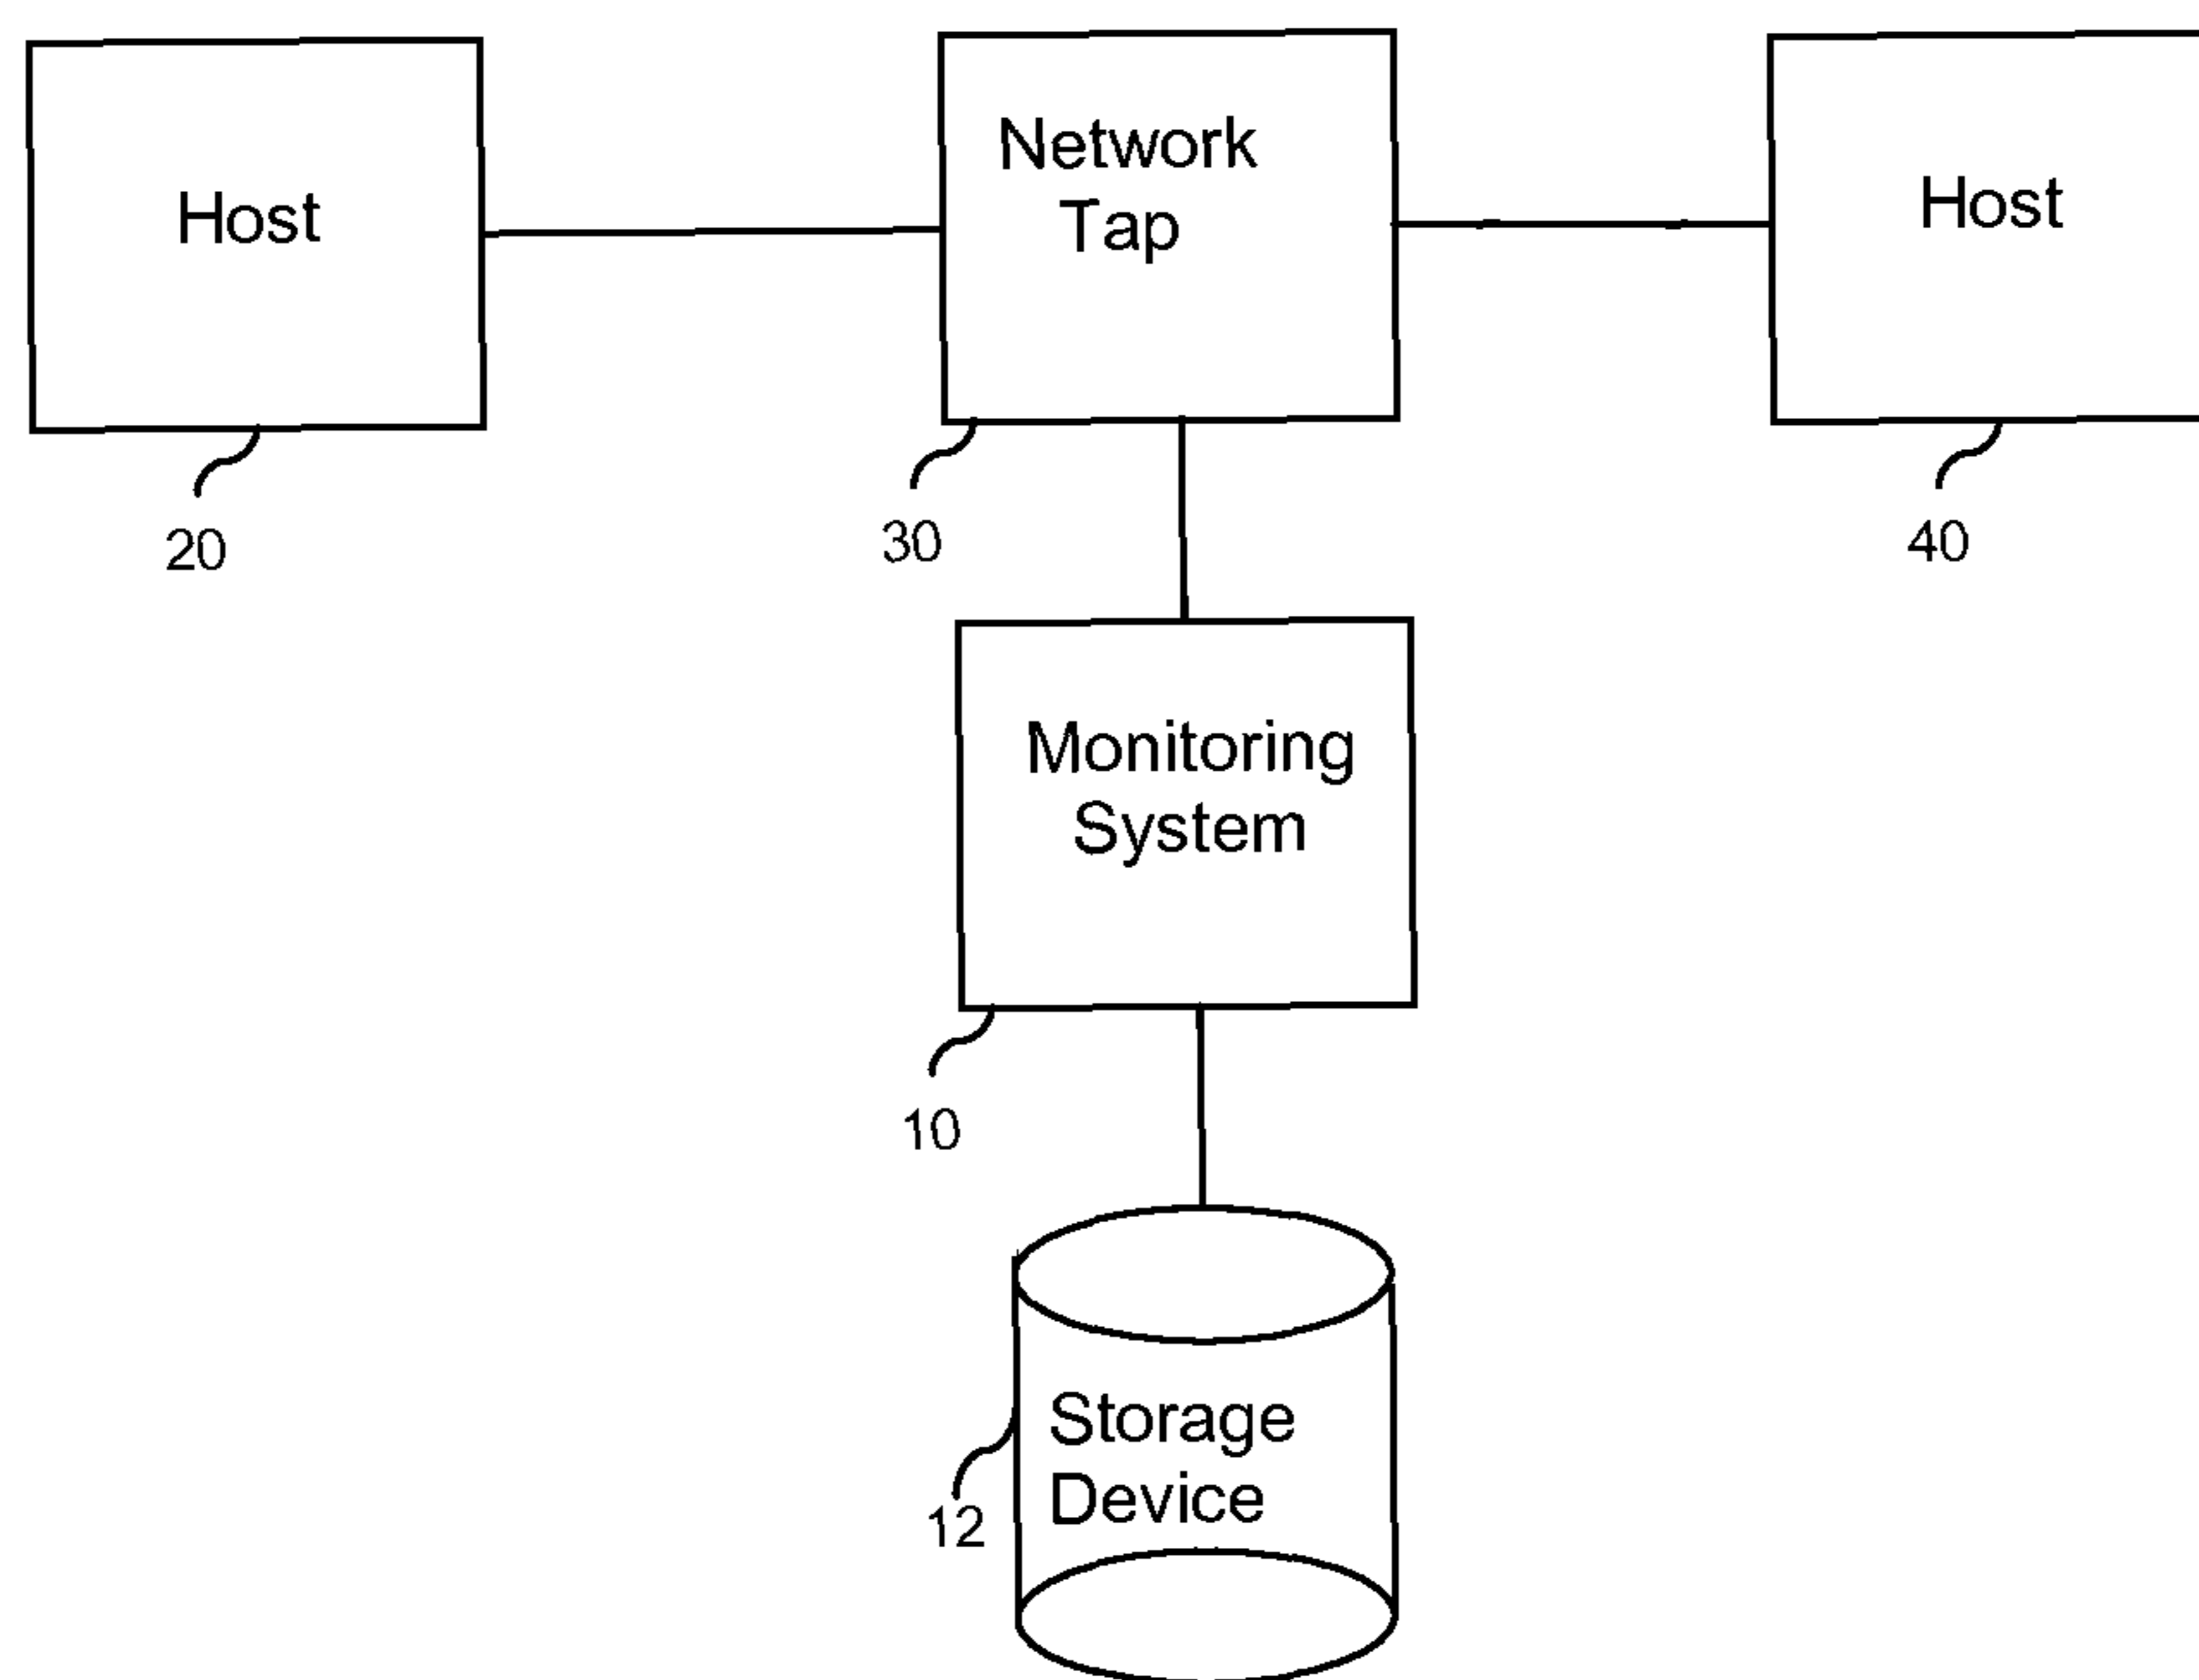 Host
Network
Tap
Host
20
30
40
Monitoring
System
10
Storage
Device
12